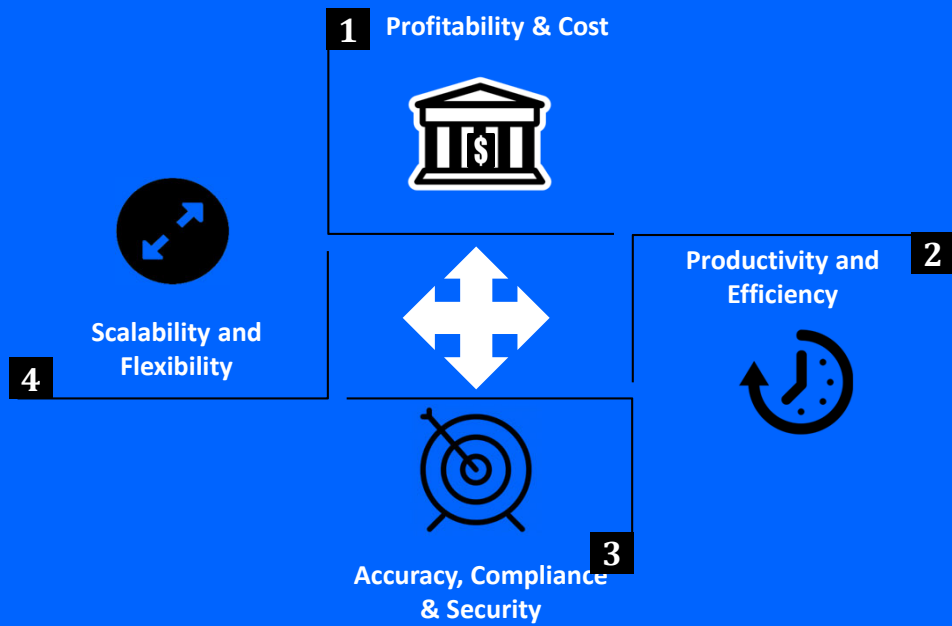 1
Profitability & Cost
$
2
Productivity and
Efficiency
3
Accuracy, Compliance
& Security
4
Scalability and
Flexibility